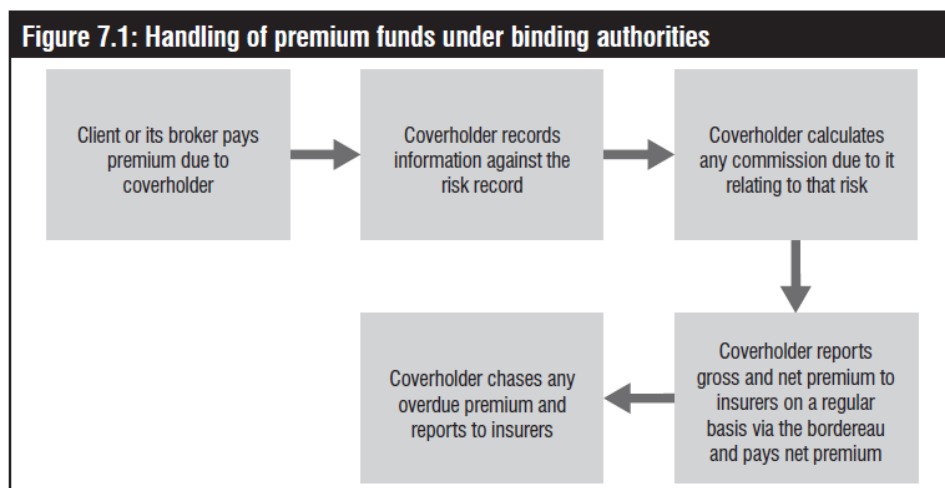 Figure 7.1: Handling of premium funds under binding authorities
Client or its broker pays
premium due to
coverholder
Coverholder records
information against the
risk record
Coverholder calculates
any commission due to it
relating to that risk
Coverholder reports
gross and net premium to
insurers on a regular
basis via the bordereau
and pays net premium
Coverholder chases any
overdue premium and
reports to insurers